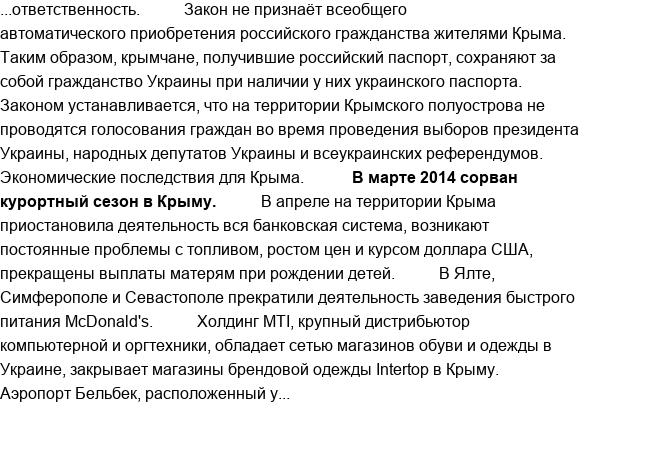 ...ответственность.          Закон не признаёт всеобщего
автоматического приобретения российского гражданства жителями Крыма.
Таким образом, крымчане, получившие российский паспорт, сохраняют за
собой гражданство Украины при наличии у них украинского паспорта.
Законом устанавливается, что на территории Крымского полуострова не
проводятся голосования граждан во время проведения выборов президента
Украины, народных депутатов Украины и всеукраинских референдумов.
Экономические последствия для Крыма.          В марте 2014 сорван
курортный сезон в Крыму.          В апреле на территории Крыма
приостановила деятельность вся банковская система, возникают
постоянные проблемы с топливом, ростом цен и курсом доллара США,
прекращены выплаты матерям при рождении детей.          В Ялте,
Симферополе и Севастополе прекратили деятельность заведения быстрого
питания McDonald's.          Холдинг MTI, крупный дистрибьютор
компьютерной и оргтехники, обладает сетью магазинов обуви и одежды в
Украине, закрывает магазины брендовой одежды Intertop в Крыму.
Аэропорт Бельбек, расположенный у...